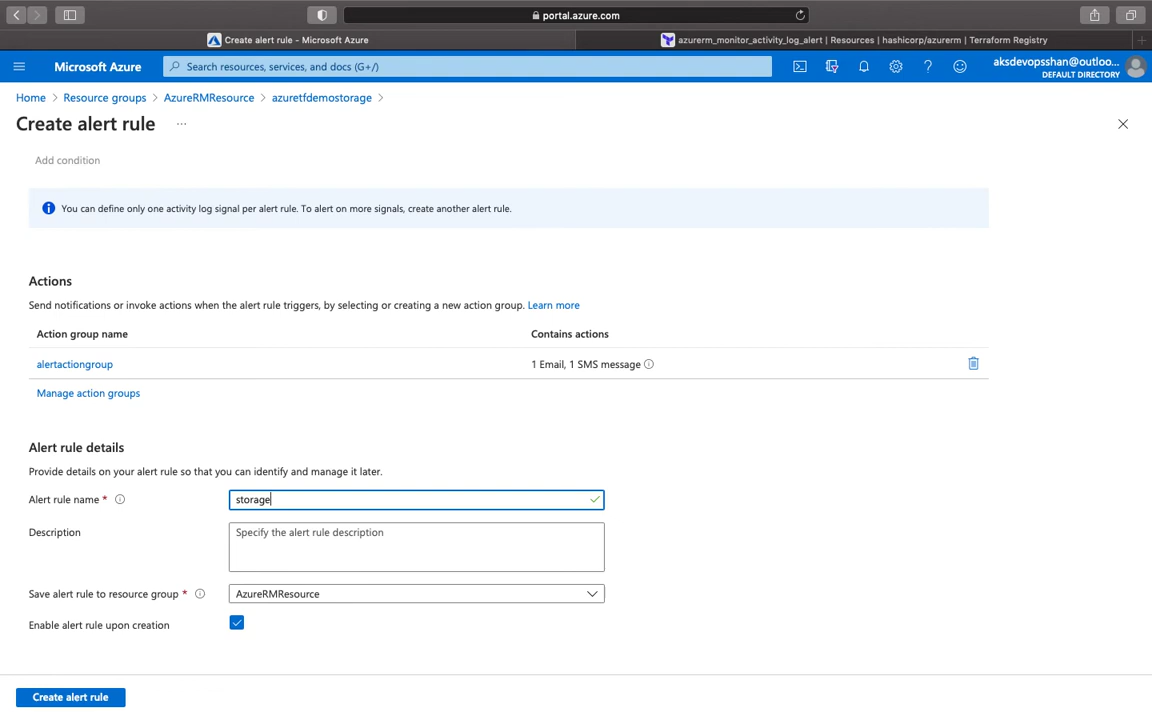 portal.azure.com
Create alert rule - Microsoft Azure
azurerm_monitor_activity_log_alert | Resources | hashicorp/azurerm | Terraform Registry
Microsoft Azure
Search resources, services, and docs (G+/)
aksdevopsshan@outloo...
DEFAULT DIRECTORY
Home > Resource groups > AzureRMResource > azuretfdemostorage >
Create alert rule ...
Add condition
You can define only one activity log signal per alert rule. To alert on more signals, create another alert rule.
Actions
Send notifications or invoke actions when the alert rule triggers, by selecting or creating a new action group. Learn more
Action group name Contains actions
alertactiongroup 1 Email, 1 SMS message
Manage action groups
Alert rule details
Provide details on your alert rule so that you can identify and manage it later.
Alert rule name * storage
Description Specify the alert rule description
Save alert rule to resource group * AzureRMResource
Enable alert rule upon creation
Create alert rule